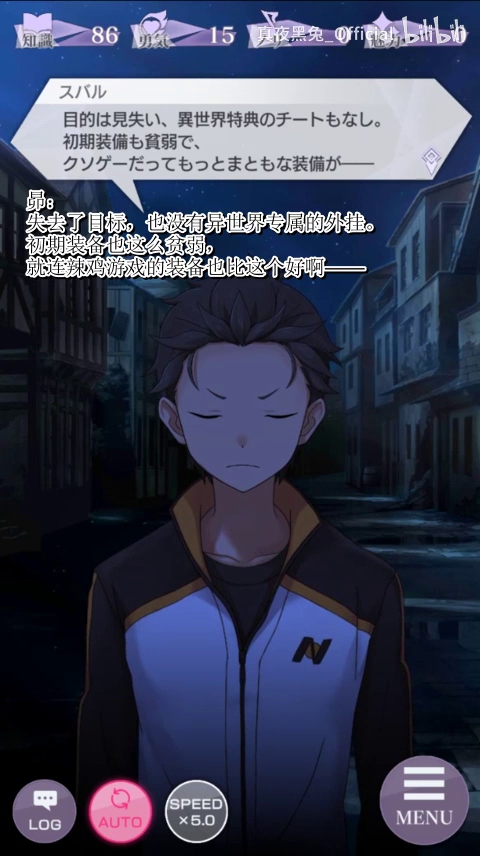 知識 86 勇気 15 0 魅力
真夜黑兔_Official bilibili
スバル
目的は見失い、異世界特典のチートもなし。
初期装備も貧弱で、
クソゲーだってもっとまともな装備が――
昴：
失去了目标，也没有异世界专属的外挂。
初期装备也这么贫弱，
就连辣鸡游戏的装备也比这个好啊――
N
LOG
AUTO
SPEED
×5.0
MENU